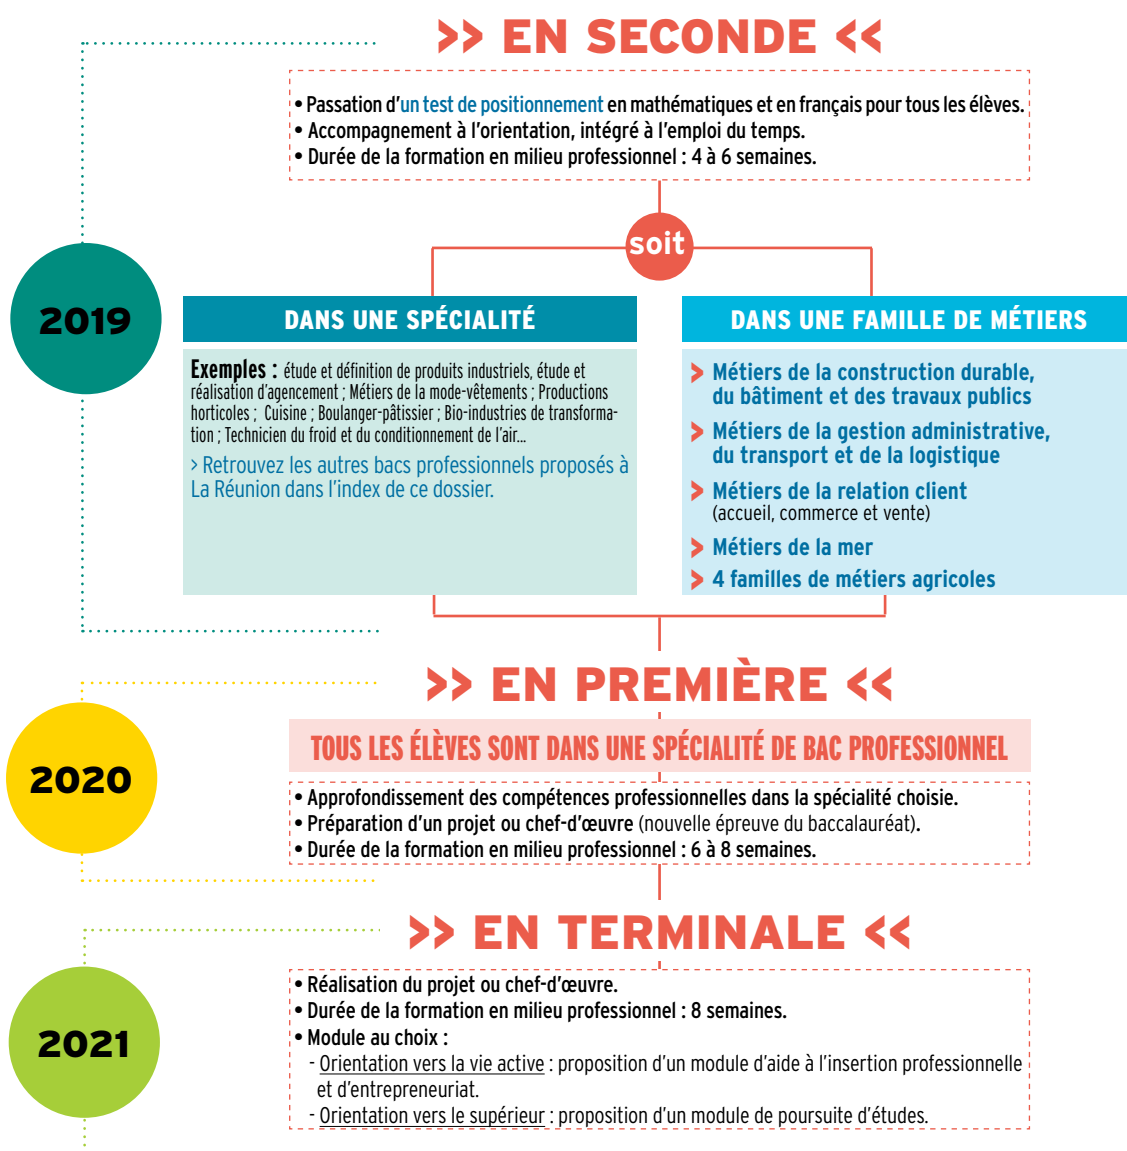 >> EN SECONDE <<
• Passation d'un test de positionnement en mathématiques et en français pour tous les élèves.
• Accompagnement à l'orientation, intégré à l'emploi du temps.
• Durée de la formation en milieu professionnel : 4 à 6 semaines.
soit
2019
DANS UNE SPÉCIALITÉ
Exemples : étude et définition de produits industriels, étude et
réalisation d'agencement ; Métiers de la mode-vêtements ; Productions
horticoles ; Cuisine ; Boulanger-pâtissier ; Bio-industries de transforma-
tion ; Technicien du froid et du conditionnement de l'air...
> Retrouvez les autres bacs professionnels proposés à
La Réunion dans l'index de ce dossier.
DANS UNE FAMILLE DE MÉTIERS
> Métiers de la construction durable,
du bâtiment et des travaux publics
> Métiers de la gestion administrative,
du transport et de la logistique
> Métiers de la relation client
(accueil, commerce et vente)
> Métiers de la mer
> 4 familles de métiers agricoles
>> EN PREMIÈRE <<
2020
TOUS LES ÉLÈVES SONT DANS UNE SPÉCIALITÉ DE BAC PROFESSIONNEL
• Approfondissement des compétences professionnelles dans la spécialité choisie.
• Préparation d'un projet ou chef-d'œuvre (nouvelle épreuve du baccalauréat).
• Durée de la formation en milieu professionnel : 6 à 8 semaines.
>> EN TERMINALE <<
2021
• Réalisation du projet ou chef-d'œuvre.
• Durée de la formation en milieu professionnel : 8 semaines.
• Module au choix :
- Orientation vers la vie active : proposition d'un module d'aide à l'insertion professionnelle
et d'entrepreneuriat.
- Orientation vers le supérieur : proposition d'un module de poursuite d'études.